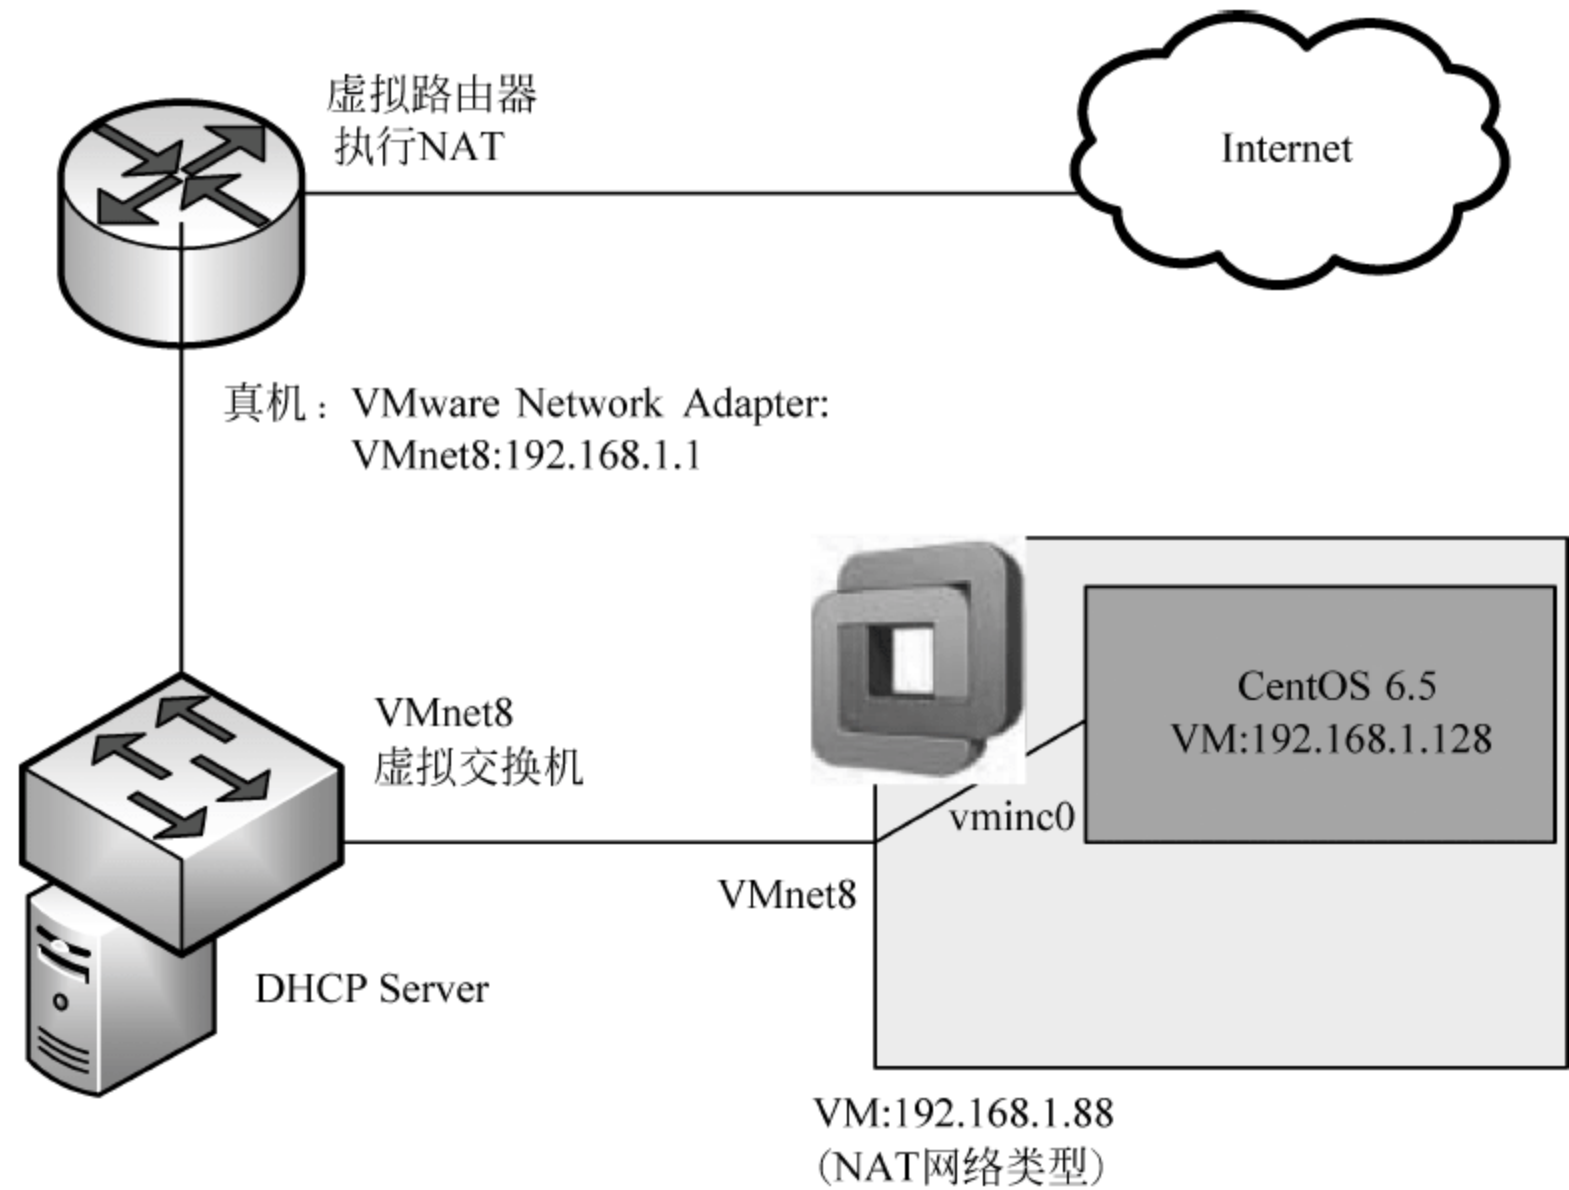 虚拟路由器
执行NAT
Internet
真机：VMware Network Adapter:
VMnet8:192.168.1.1
CentOS 6.5
VM:192.168.1.128
VMnet8
虚拟交换机
vminc0
VMnet8
DHCP Server
VM:192.168.1.88
(NAT网络类型)